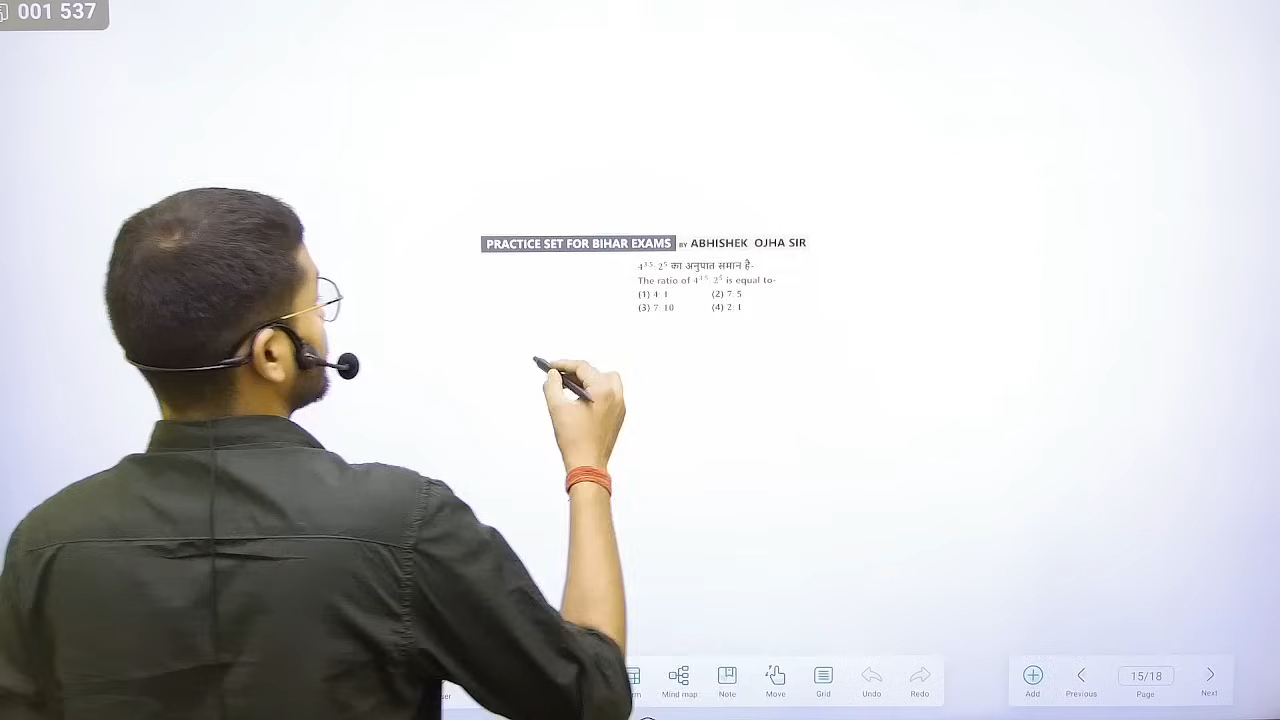 001 537
PRACTICE SET FOR BIHAR EXAMS BY ABHISHEK OJHA SIR
4³·⁵ 2⁵ का अनुपात समान है-
The ratio of 4³·⁵ 2⁵ is equal to-
(1) 4 1 (2) 7 5
(3) 7 10 (4) 2 1
Mind map Note Move Grid Undo Redo Add Previous 15/18 Page Next